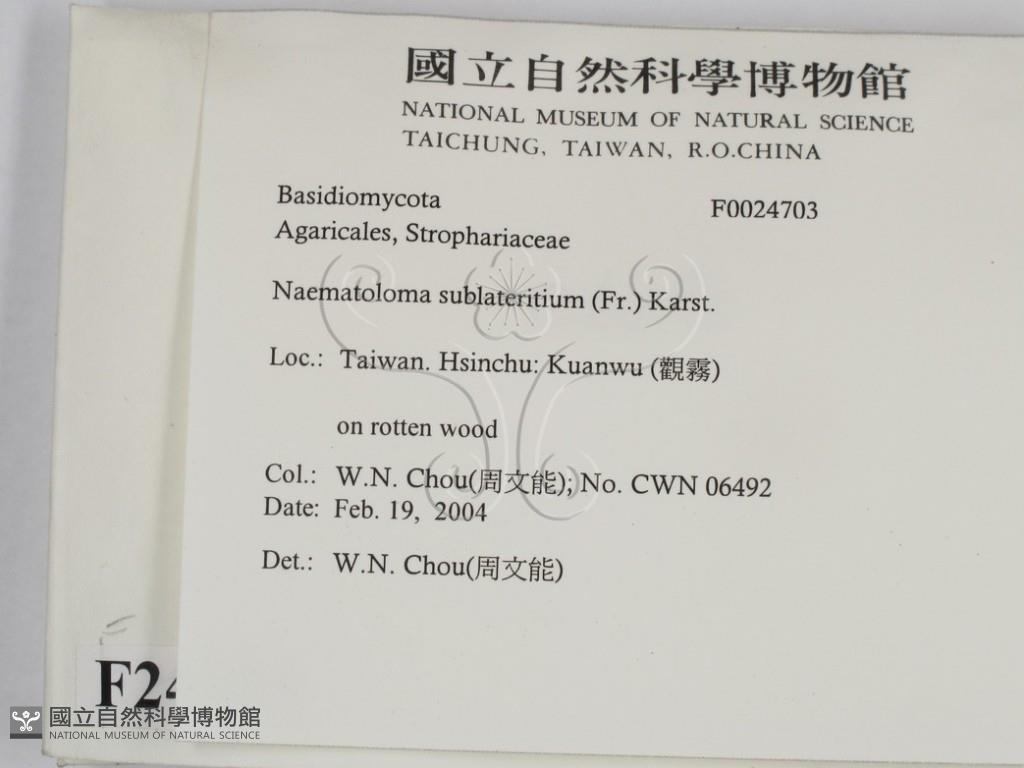 國立自然科學博物館
NATIONAL MUSEUM OF NATURAL SCIENCE
TAICHUNG, TAIWAN, R.O.CHINA
Basidiomycota F0024703
Agaricales, Strophariaceae
Naematoloma sublateritium (Fr.) Karst.
Loc.: Taiwan. Hsinchu: Kuanwu (觀霧)
on rotten wood
Col.: W.N. Chou(周文能); No. CWN 06492
Date: Feb. 19, 2004
Det.: W.N. Chou(周文能)
F24
國立自然科學博物館
NATIONAL MUSEUM OF NATURAL SCIENCE